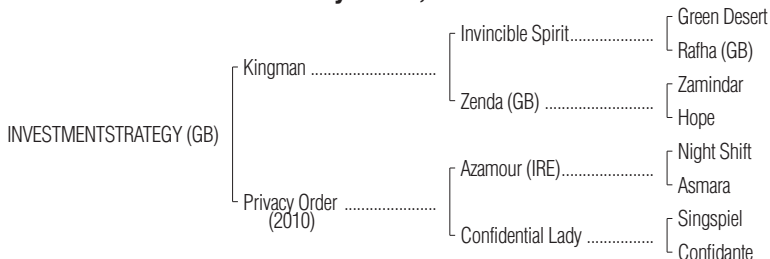 Green Desert
Invincible Spirit
Rafha (GB)
Kingman
Zamindar
Zenda (GB)
Hope
INVESTMENTSTRATEGY (GB)
Night Shift
Azamour (IRE)
Asmara
Privacy Order
(2010)
Singspiel
Confidential Lady
Confidante